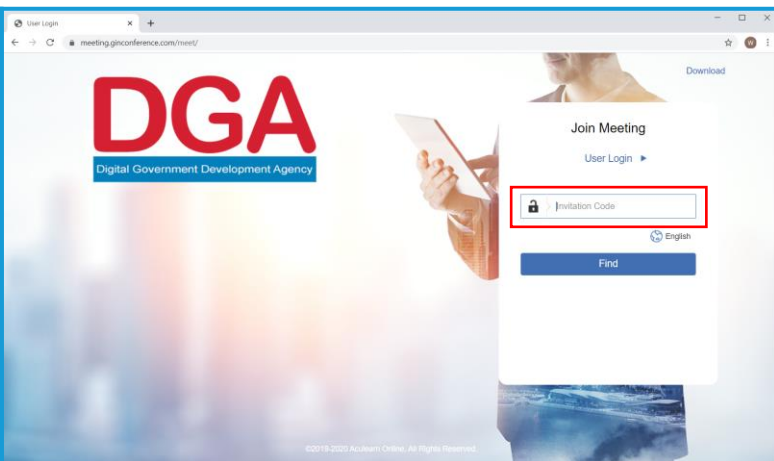 User Login
meeting.ginconference.com/meet/
W
Download
DGA
Digital Government Development Agency
Join Meeting
User Login
Invitation Code
English
Find
©2019-2020 Aculearn Online, All Rights Reserved.